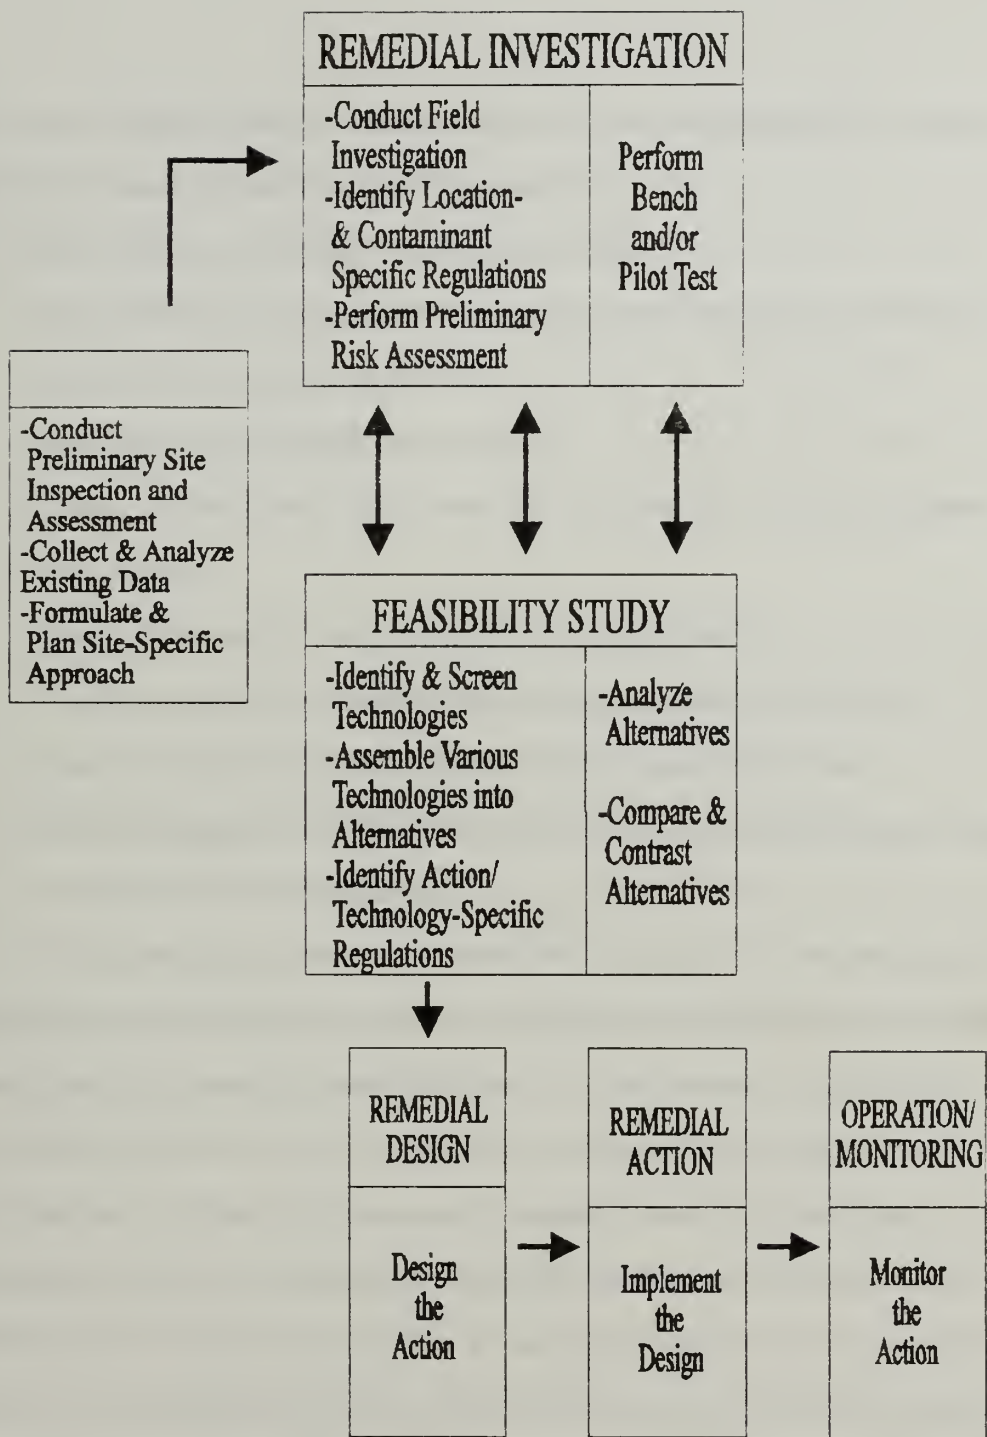 REMEDIAL INVESTIGATION
-Conduct Field
Investigation
-Identify Location-
& Contaminant
Specific Regulations
-Perform Preliminary
Risk Assessment
Perform
Bench
and/or
Pilot Test
-Conduct
Preliminary Site
Inspection and
Assessment
-Collect & Analyze
Existing Data
-Formulate &
Plan Site-Specific
Approach
FEASIBILITY STUDY
-Identify & Screen
Technologies
-Assemble Various
Technologies into
Alternatives
-Identify Action/
Technology-Specific
Regulations
-Analyze
Alternatives
-Compare &
Contrast
Alternatives
REMEDIAL
DESIGN
Design
the
Action
REMEDIAL
ACTION
Implement
the
Design
OPERATION/
MONITORING
Monitor
the
Action